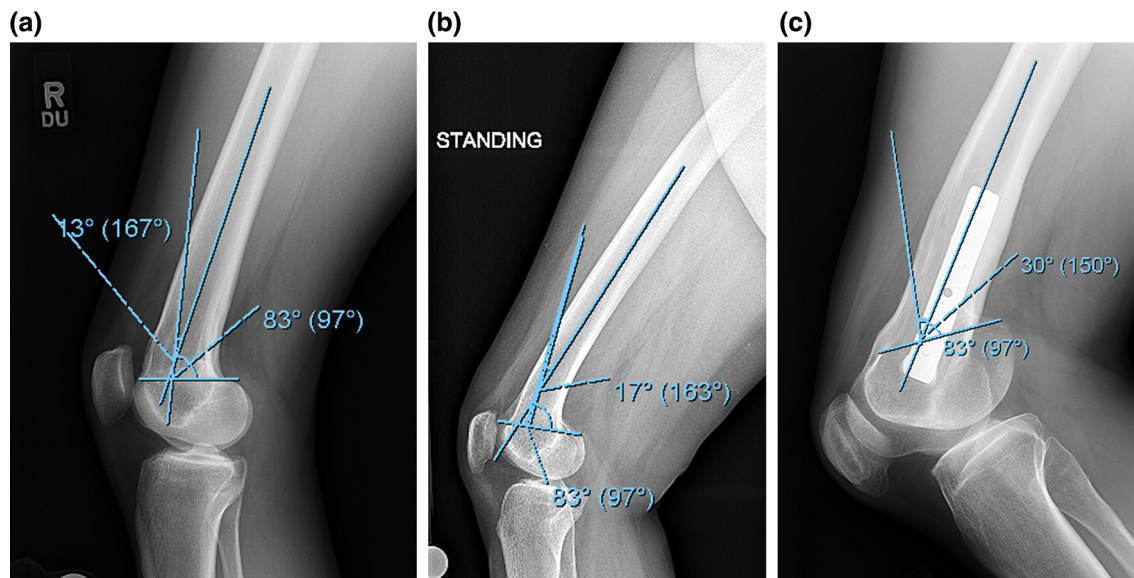 (a)
(b)
(c)
R
DU
STANDING
13° (167°)
83° (97°)
17° (163°)
83° (97°)
30° (150°)
83° (97°)